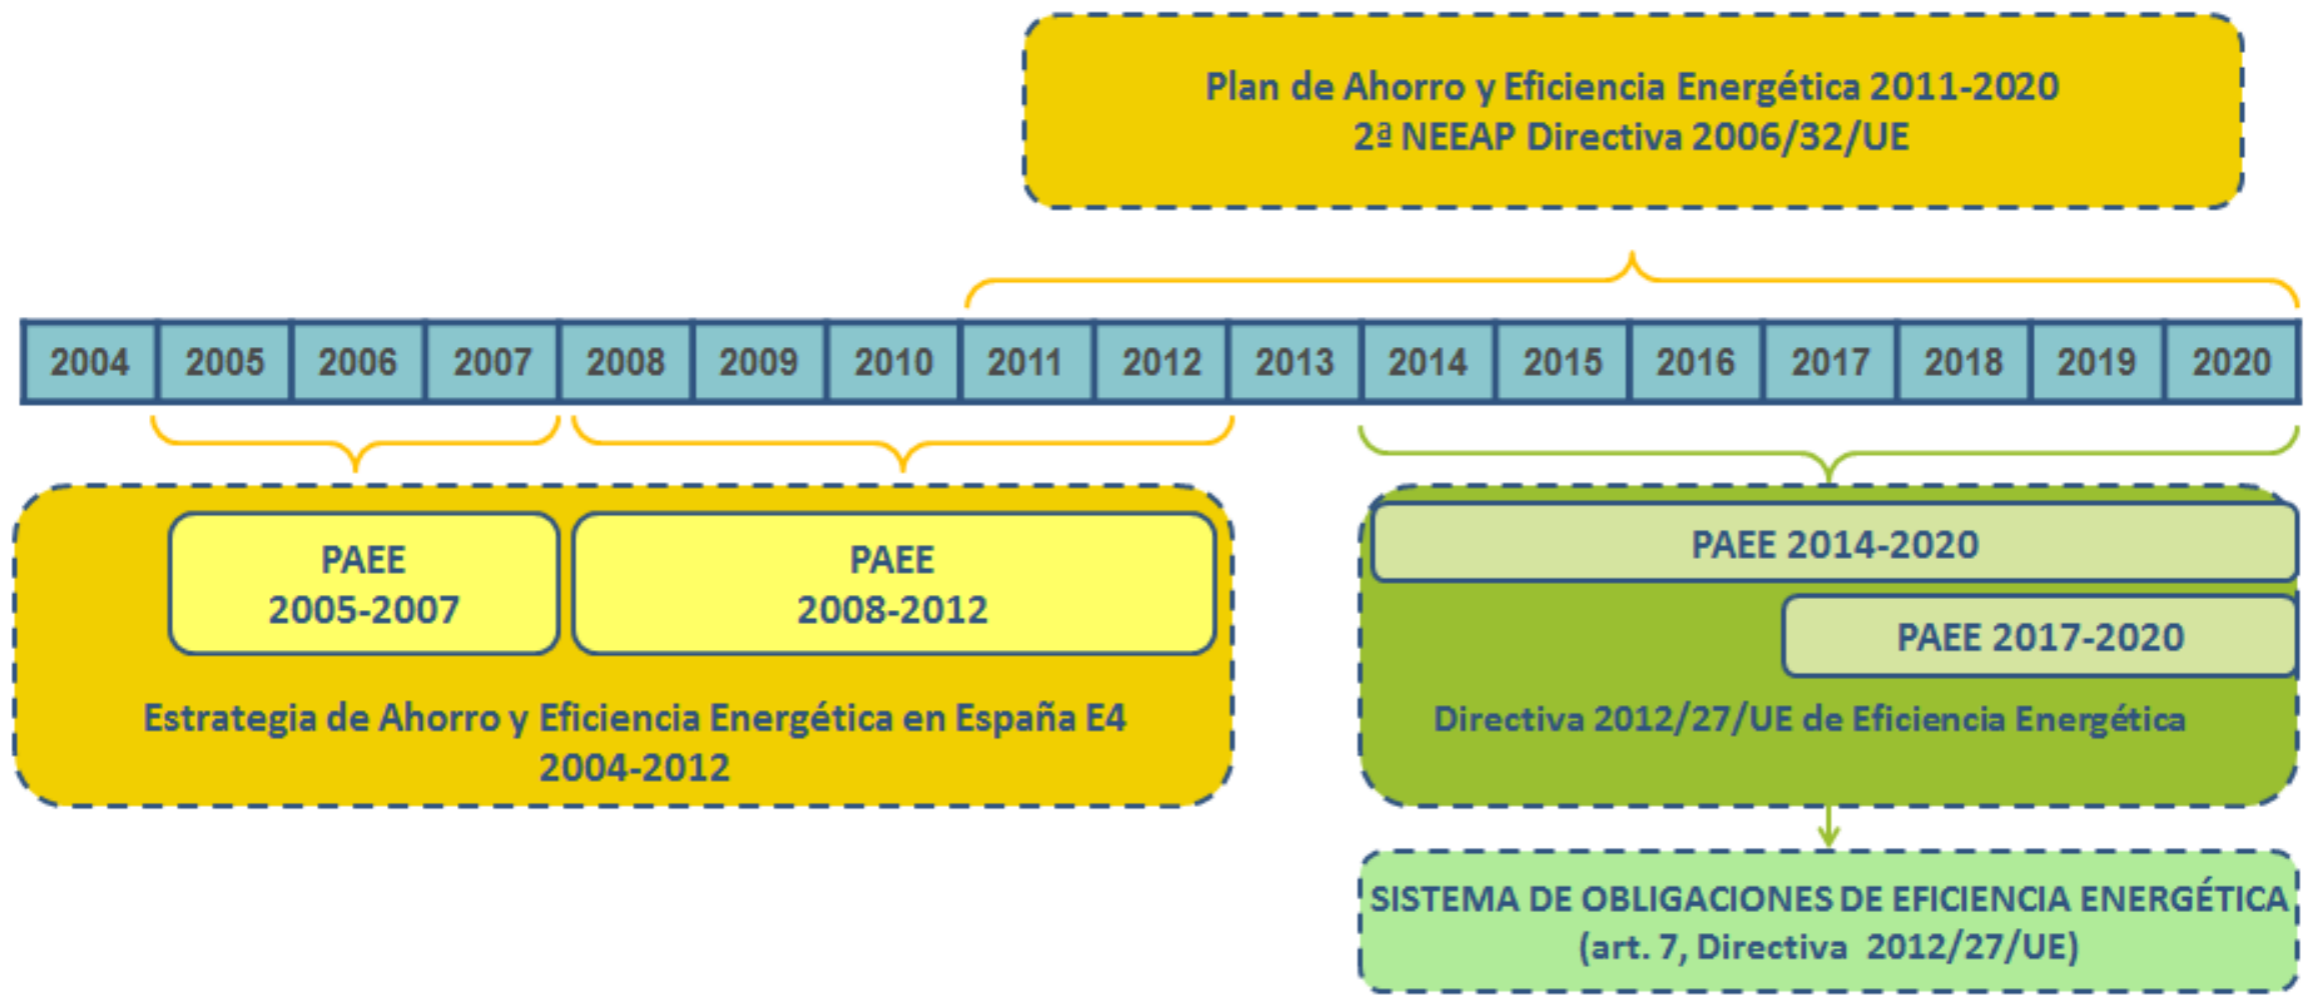 Plan de Ahorro y Eficiencia Energética 2011-2020
2ª NEEAP Directiva 2006/32/UE
2004 2005 2006 2007 2008 2009 2010 2011 2012 2013 2014 2015 2016 2017 2018 2019 2020
PAEE
2005-2007
PAEE
2008-2012
Estrategia de Ahorro y Eficiencia Energética en España E4
2004-2012
PAEE 2014-2020
PAEE 2017-2020
Directiva 2012/27/UE de Eficiencia Energética
SISTEMA DE OBLIGACIONES DE EFICIENCIA ENERGÉTICA
(art. 7, Directiva 2012/27/UE)